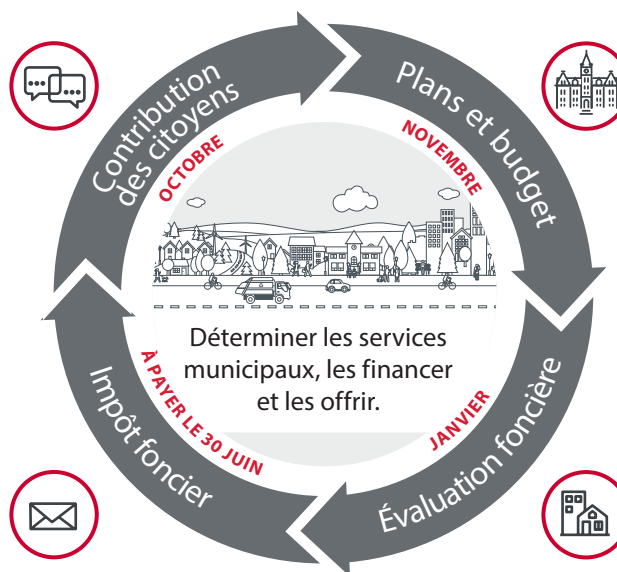 Contribution
des citoyens
OCTOBRE
Plans et budget
NOVEMBRE
Déterminer les services
municipaux, les financer
et les offrir.
Évaluation foncière
JANVIER
Impôt foncier
À PAYER LE 30 JUIN